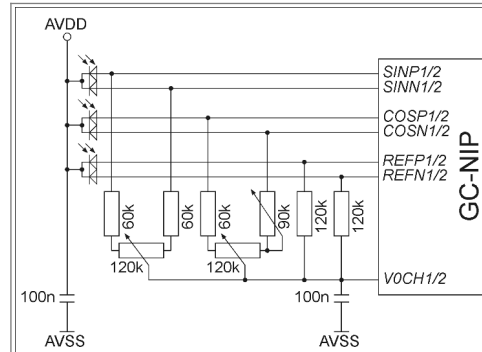 AVDD
SINP1/2
SINN1/2
COSP1/2
COSN1/2
REFP1/2
REFN1/2
GC-NIP
60k
60k
60k
90k
120k
120k
120k
120k
V0CH1/2
100n
100n
AVSS
AVSS